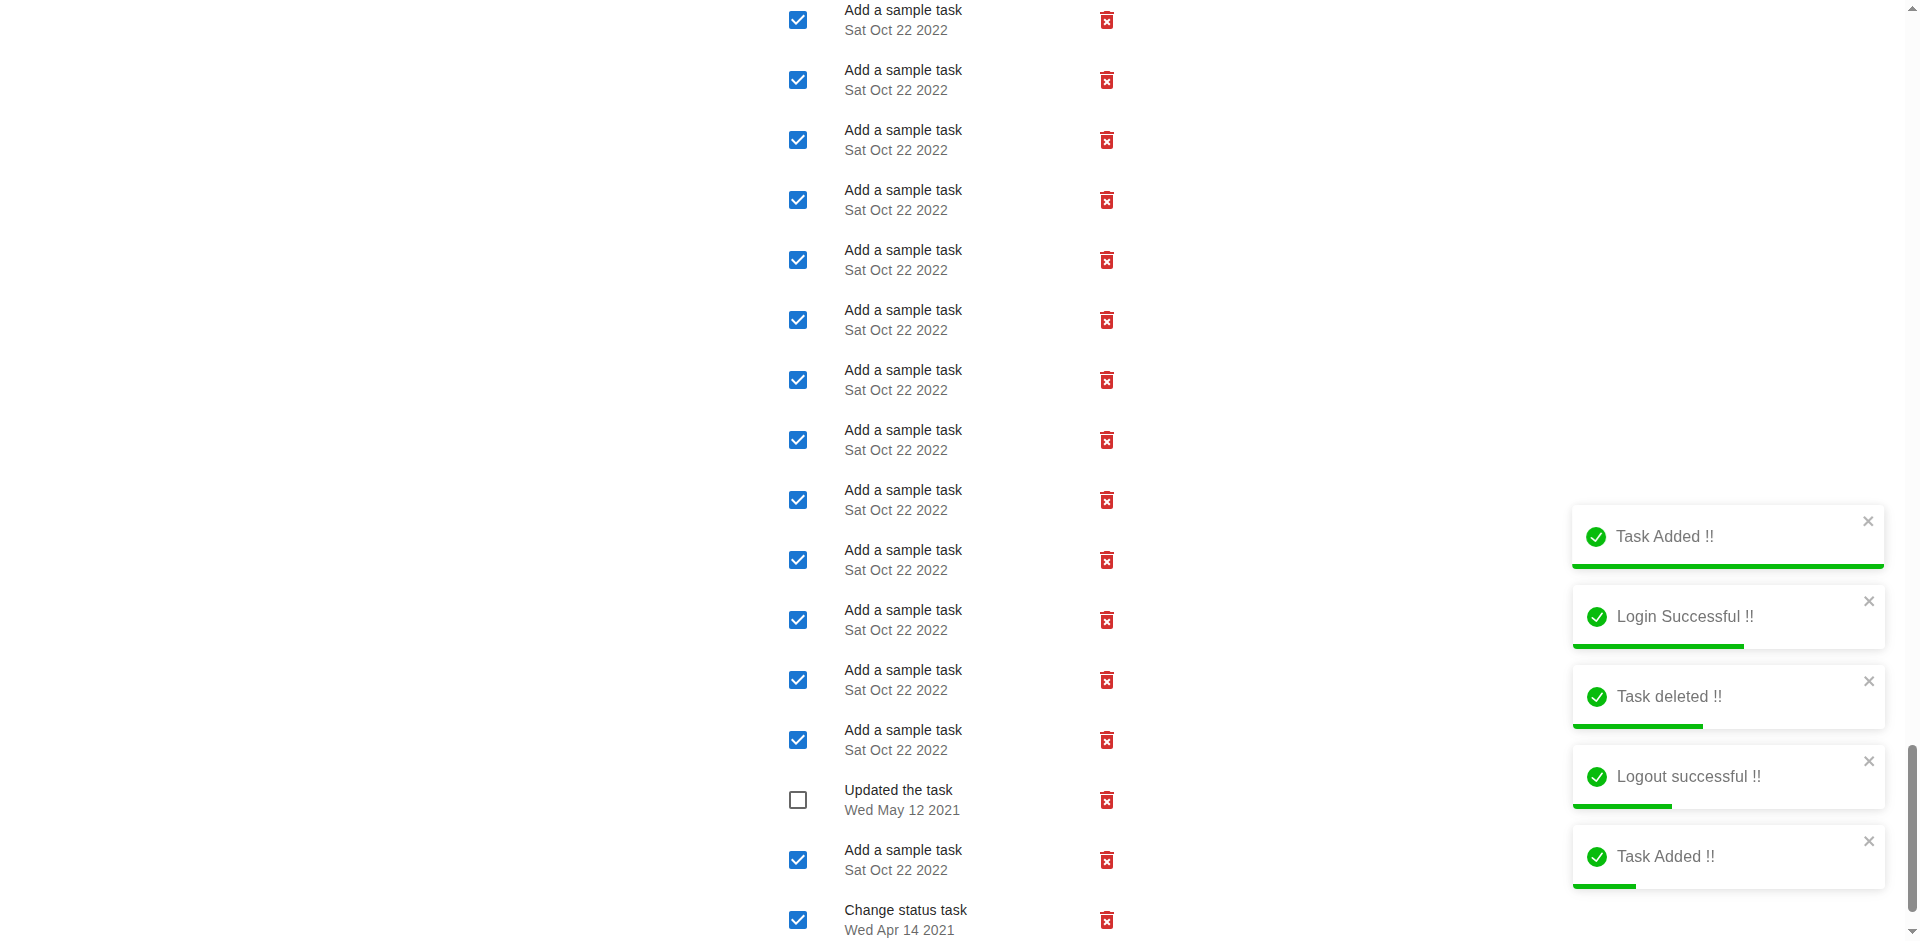 Add a sample task
Sat Oct 22 2022
Add a sample task
Sat Oct 22 2022
Add a sample task
Sat Oct 22 2022
Add a sample task
Sat Oct 22 2022
Add a sample task
Sat Oct 22 2022
Add a sample task
Sat Oct 22 2022
Add a sample task
Sat Oct 22 2022
Add a sample task
Sat Oct 22 2022
Add a sample task
Sat Oct 22 2022
Add a sample task
Sat Oct 22 2022
Add a sample task
Sat Oct 22 2022
Add a sample task
Sat Oct 22 2022
Add a sample task
Sat Oct 22 2022
Updated the task
Wed May 12 2021
Add a sample task
Sat Oct 22 2022
Change status task
Wed Apr 14 2021
Task Added !!
Login Successful !!
Task deleted !!
Logout successful !!
Task Added !!